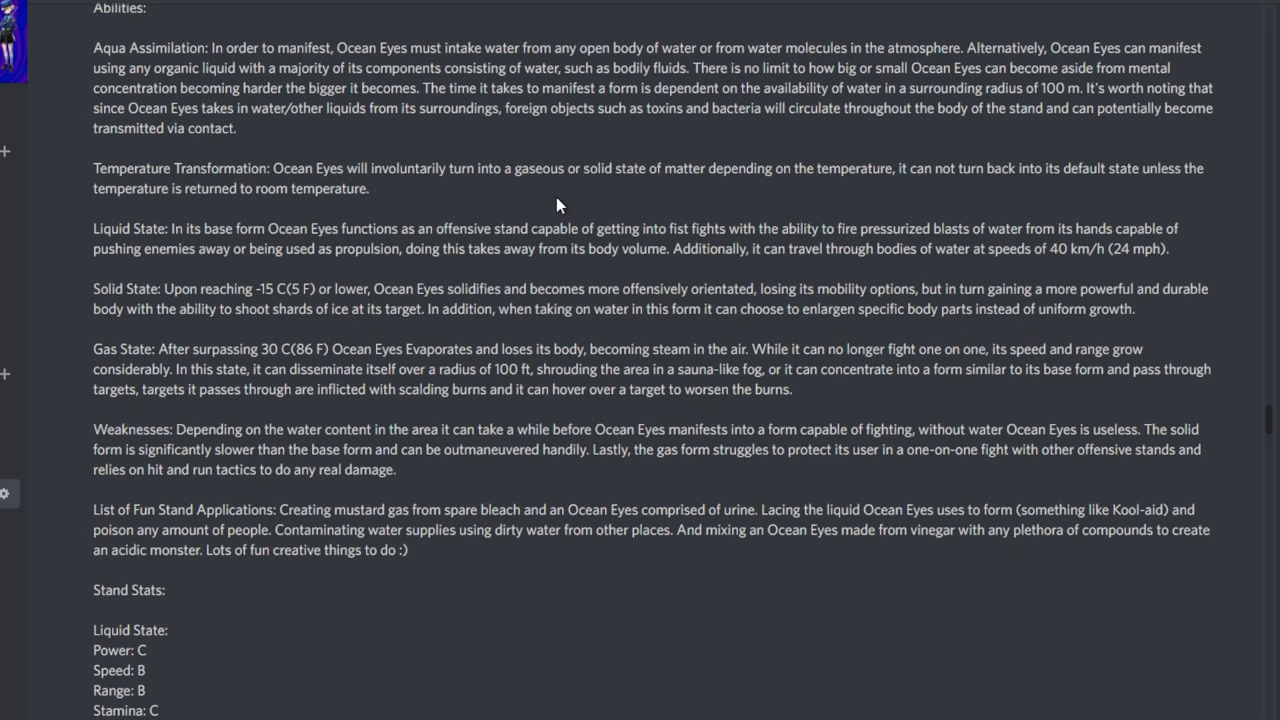 Abilities:
Aqua Assimilation: In order to manifest, Ocean Eyes must intake water from any open body of water or from water molecules in the atmosphere. Alternatively, Ocean Eyes can manifest
using any organic liquid with a majority of its components consisting of water, such as bodily fluids. There is no limit to how big or small Ocean Eyes can become aside from mental
concentration becoming harder the bigger it becomes. The time it takes to manifest a form is dependent on the availability of water in a surrounding radius of 100 m. It's worth noting that
since Ocean Eyes takes in water/other liquids from its surroundings, foreign objects such as toxins and bacteria will circulate throughout the body of the stand and can potentially become
transmitted via contact.
Temperature Transformation: Ocean Eyes will involuntarily turn into a gaseous or solid state of matter depending on the temperature, it can not turn back into its default state unless the
temperature is returned to room temperature.
Liquid State: In its base form Ocean Eyes functions as an offensive stand capable of getting into fist fights with the ability to fire pressurized blasts of water from its hands capable of
pushing enemies away or being used as propulsion, doing this takes away from its body volume. Additionally, it can travel through bodies of water at speeds of 40 km/h (24 mph).
Solid State: Upon reaching -15 C(5 F) or lower, Ocean Eyes solidifies and becomes more offensively orientated, losing its mobility options, but in turn gaining a more powerful and durable
body with the ability to shoot shards of ice at its target. In addition, when taking on water in this form it can choose to enlargen specific body parts instead of uniform growth.
Gas State: After surpassing 30 C(86 F) Ocean Eyes Evaporates and loses its body, becoming steam in the air. While it can no longer fight one on one, its speed and range grow
considerably. In this state, it can disseminate itself over a radius of 100 ft, shrouding the area in a sauna-like fog, or it can concentrate into a form similar to its base form and pass through
targets, targets it passes through are inflicted with scalding burns and it can hover over a target to worsen the burns.
Weaknesses: Depending on the water content in the area it can take a while before Ocean Eyes manifests into a form capable of fighting, without water Ocean Eyes is useless. The solid
form is significantly slower than the base form and can be outmaneuvered handily. Lastly, the gas form struggles to protect its user in a one-on-one fight with other offensive stands and
relies on hit and run tactics to do any real damage.
List of Fun Stand Applications: Creating mustard gas from spare bleach and an Ocean Eyes comprised of urine. Lacing the liquid Ocean Eyes uses to form (something like Kool-aid) and
poison any amount of people. Contaminating water supplies using dirty water from other places. And mixing an Ocean Eyes made from vinegar with any plethora of compounds to create
an acidic monster. Lots of fun creative things to do :)
Stand Stats:
Liquid State:
Power: C
Speed: B
Range: B
Stamina: C